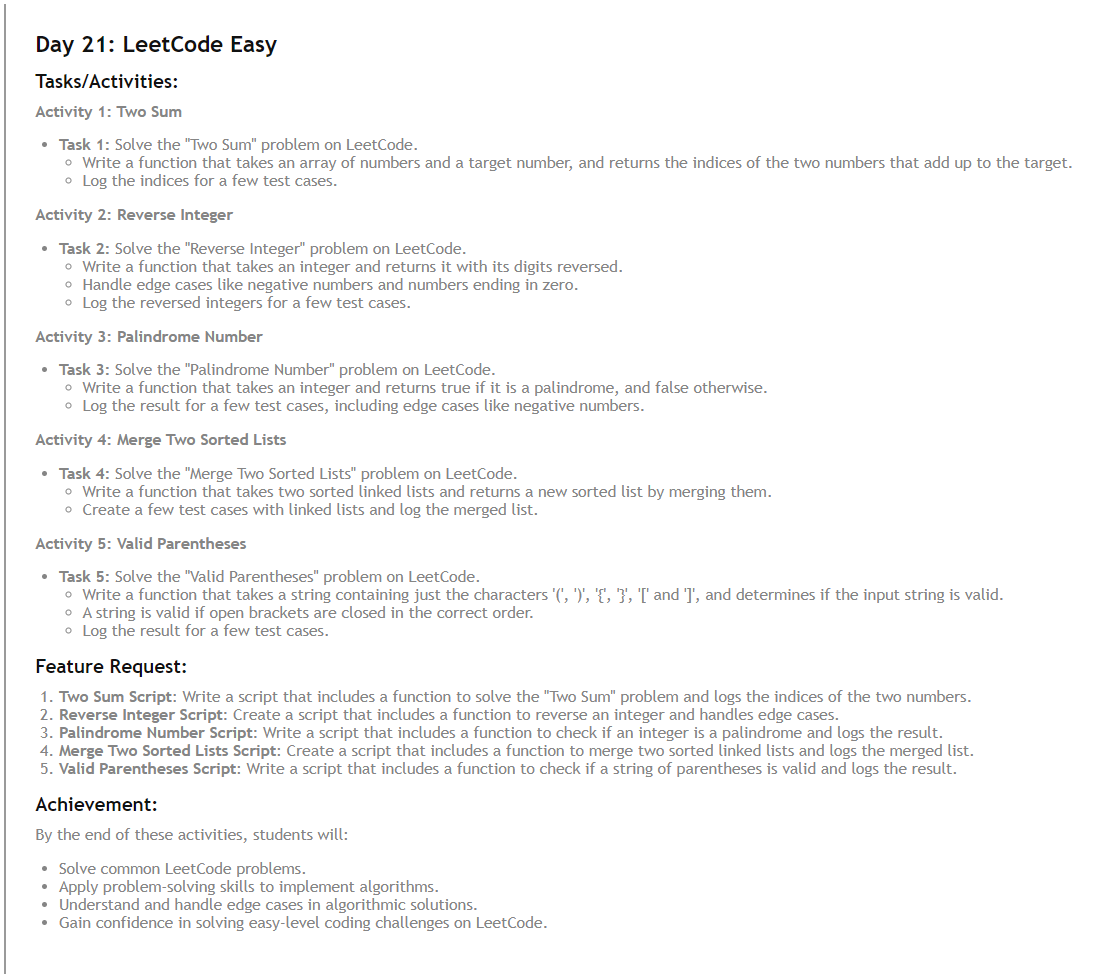 Day 21: LeetCode Easy
Tasks/Activities:
Activity 1: Two Sum
• Task 1: Solve the "Two Sum" problem on LeetCode.
◦ Write a function that takes an array of numbers and a target number, and returns the indices of the two numbers that add up to the target.
◦ Log the indices for a few test cases.
Activity 2: Reverse Integer
• Task 2: Solve the "Reverse Integer" problem on LeetCode.
◦ Write a function that takes an integer and returns it with its digits reversed.
◦ Handle edge cases like negative numbers and numbers ending in zero.
◦ Log the reversed integers for a few test cases.
Activity 3: Palindrome Number
• Task 3: Solve the "Palindrome Number" problem on LeetCode.
◦ Write a function that takes an integer and returns true if it is a palindrome, and false otherwise.
◦ Log the result for a few test cases, including edge cases like negative numbers.
Activity 4: Merge Two Sorted Lists
• Task 4: Solve the "Merge Two Sorted Lists" problem on LeetCode.
◦ Write a function that takes two sorted linked lists and returns a new sorted list by merging them.
◦ Create a few test cases with linked lists and log the merged list.
Activity 5: Valid Parentheses
• Task 5: Solve the "Valid Parentheses" problem on LeetCode.
◦ Write a function that takes a string containing just the characters '(', ')', '{', '}', '[' and ']', and determines if the input string is valid.
◦ A string is valid if open brackets are closed in the correct order.
◦ Log the result for a few test cases.
Feature Request:
1. Two Sum Script: Write a script that includes a function to solve the "Two Sum" problem and logs the indices of the two numbers.
2. Reverse Integer Script: Create a script that includes a function to reverse an integer and handles edge cases.
3. Palindrome Number Script: Write a script that includes a function to check if an integer is a palindrome and logs the result.
4. Merge Two Sorted Lists Script: Create a script that includes a function to merge two sorted linked lists and logs the merged list.
5. Valid Parentheses Script: Write a script that includes a function to check if a string of parentheses is valid and logs the result.
Achievement:
By the end of these activities, students will:
• Solve common LeetCode problems.
• Apply problem-solving skills to implement algorithms.
• Understand and handle edge cases in algorithmic solutions.
• Gain confidence in solving easy-level coding challenges on LeetCode.